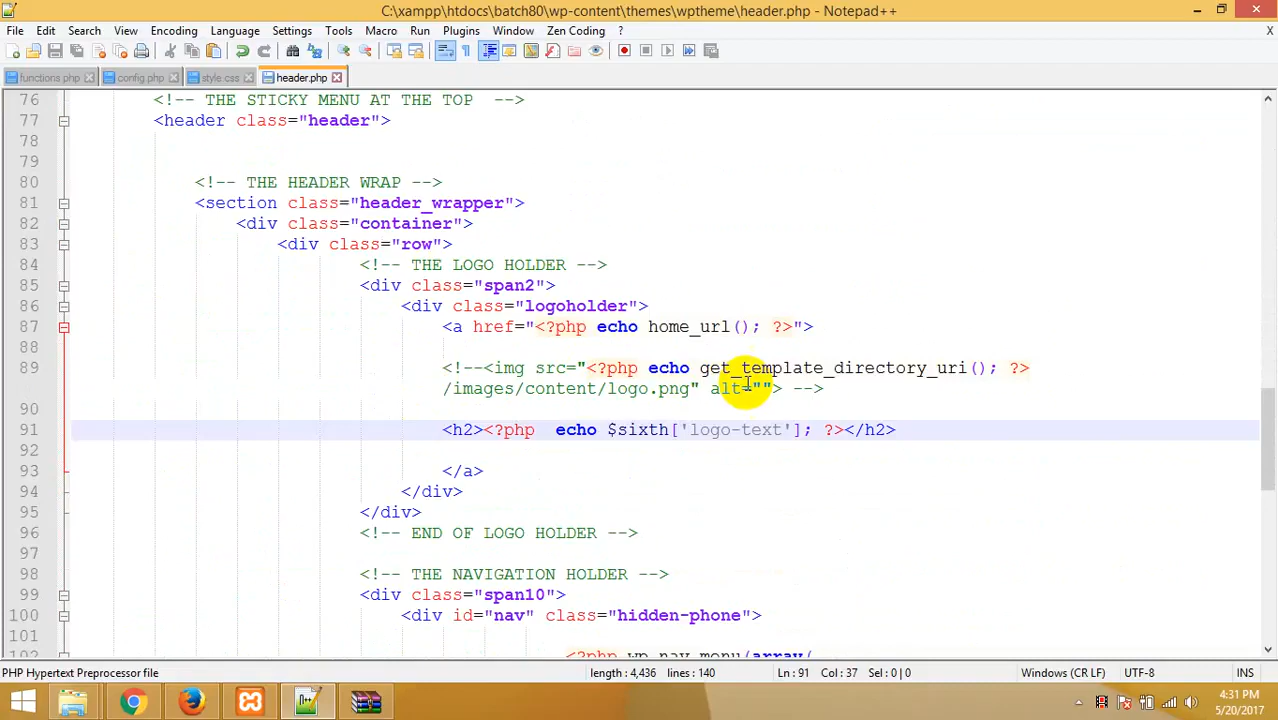 C:\xampp\htdocs\batch80\wp-content\themes\wptheme\header.php - Notepad++
File Edit Search View Encoding Language Settings Tools Macro Run Plugins Window Zen Coding ? X
functions.php config.php style.css header.php
76 <!-- THE STICKY MENU AT THE TOP -->
77 <header class="header">
78
79
80 <!-- THE HEADER WRAP -->
81 <section class="header_wrapper">
82 <div class="container">
83 <div class="row">
84 <!-- THE LOGO HOLDER -->
85 <div class="span2">
86 <div class="logoholder">
87 <a href="<?php echo home_url(); ?>">
88
89 <!--<img src="<?php echo get_template_directory_uri(); ?>
/images/content/logo.png" alt=""> -->
90
91 <h2><?php  echo $sixth['logo-text']; ?></h2>
92
93 </a>
94 </div>
95 </div>
96 <!-- END OF LOGO HOLDER -->
97
98 <!-- THE NAVIGATION HOLDER -->
99 <div class="span10">
100 <div id="nav" class="hidden-phone">
101
102 <?php wp_nav_menu(array(
PHP Hypertext Preprocessor file length : 4,436 lines : 140 Ln : 91 Col : 37 Sel : 0 | 0 Windows (CR LF) UTF-8 INS
4:31 PM
5/20/2017